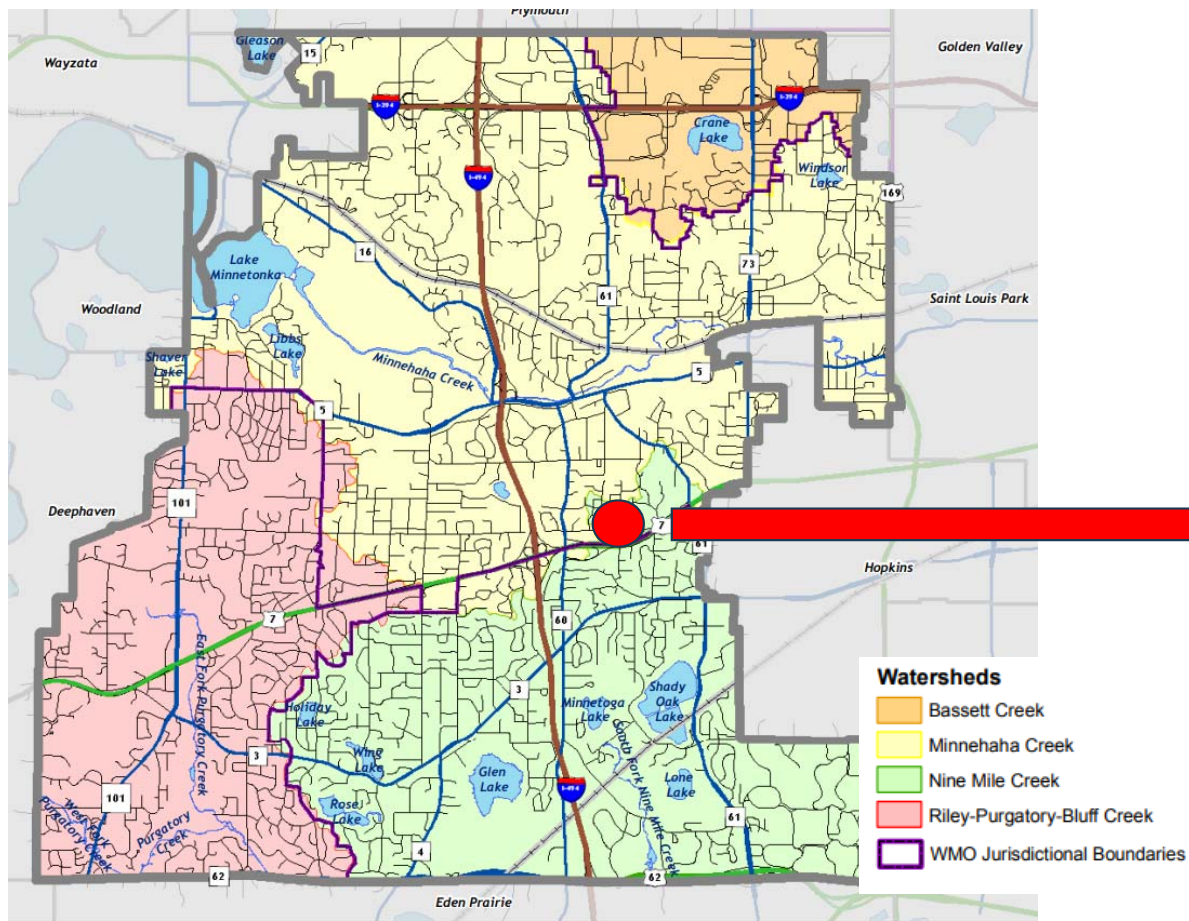 Plymouth
Gleason
Lake
15
Wayzata
Golden Valley
I-394
I-394
Crane
Lake
I-494
Windsor
Lake
169
16
Lake
Minnetonka
73
61
Saint Louis Park
Woodland
Libbs
Lake
Shaver
Lake
Minnehaha Creek
5
5
101
Deephaven
7
61
Hopkins
7
60
East Fork Purgatory Creek
3
Shady
Oak
Lake
Minnetoga
Lake
Holiday
Lake
South Fork Nine Mile Creek
3
Wing
Lake
Glen
Lake
Lone
Lake
I-494
101
Rose
Lake
61
West Fork
Purgatory Creek
Purgatory
Creek
4
62
62
Eden Prairie
Watersheds
Bassett Creek
Minnehaha Creek
Nine Mile Creek
Riley-Purgatory-Bluff Creek
WMO Jurisdictional Boundaries